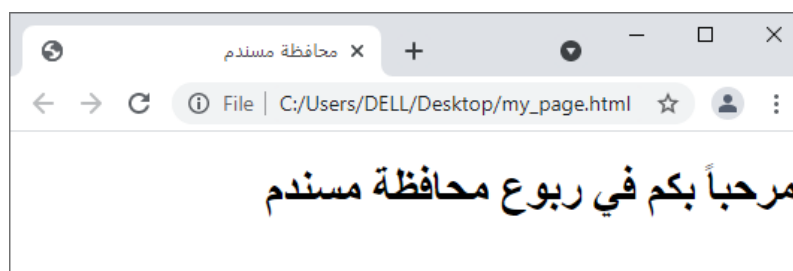 محافظة مسندم
File | C:/Users/DELL/Desktop/my_page.html
مرحباً بكم في ربوع محافظة مسندم